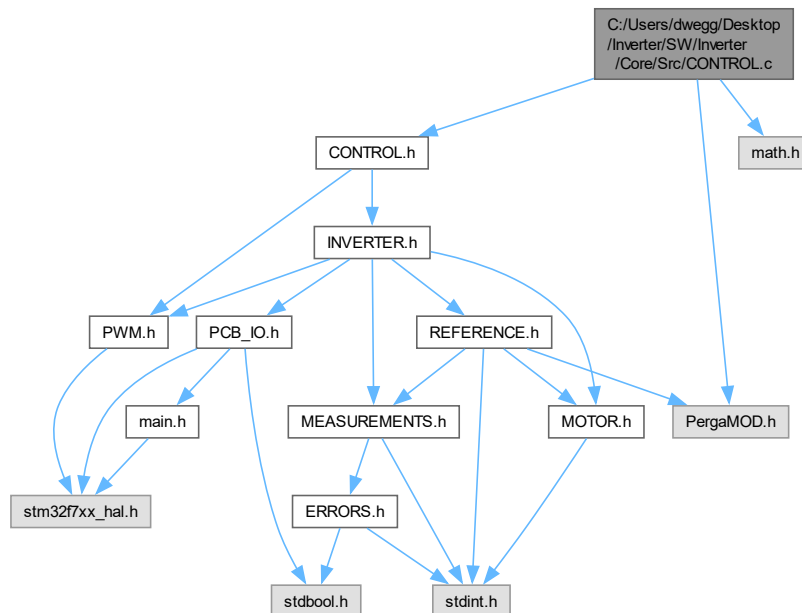 C:/Users/dwegg/Desktop
/Inverter/SW/Inverter
/Core/Src/CONTROL.c
CONTROL.h
math.h
INVERTER.h
PWM.h
PCB_IO.h
REFERENCE.h
main.h
MEASUREMENTS.h
MOTOR.h
PergaMOD.h
stm32f7xx_hal.h
ERRORS.h
stdbool.h
stdint.h